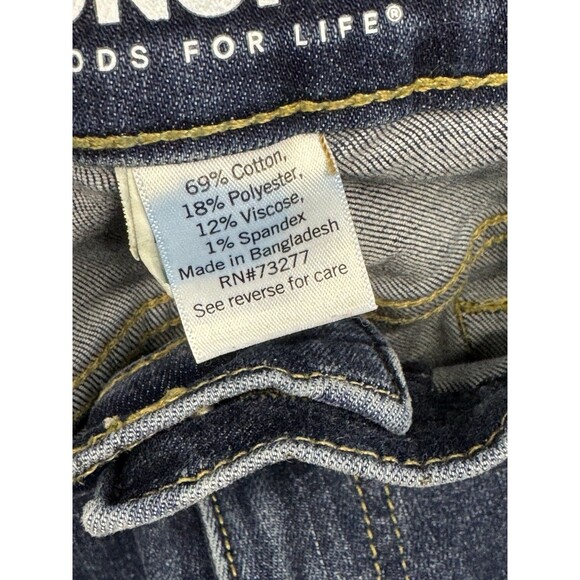 ODS FOR LIFE®
69% Cotton,
18% Polyester,
12% Viscose,
1% Spandex
Made in Bangladesh
RN#73277
See reverse for care